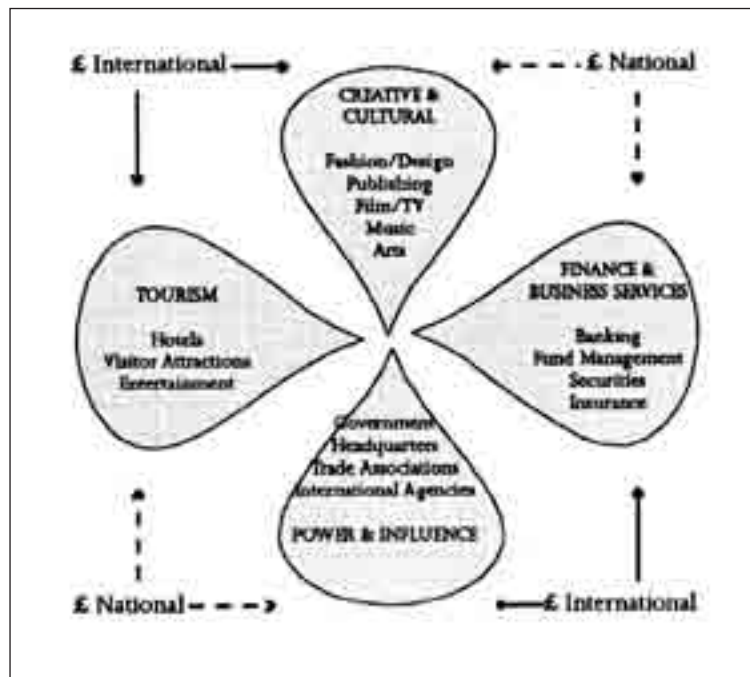 £ International
£ National
CREATIVE &
CULTURAL
Fashion/Design
Publishing
Film/TV
Music
Arts
TOURISM
Hotels
Visitor Attractions
Entertainment
FINANCE &
BUSINESS SERVICES
Banking
Fund Management
Securities
Insurance
Government
Headquarters
Trade Associations
International Agencies
POWER & INFLUENCE
£ National
£ International